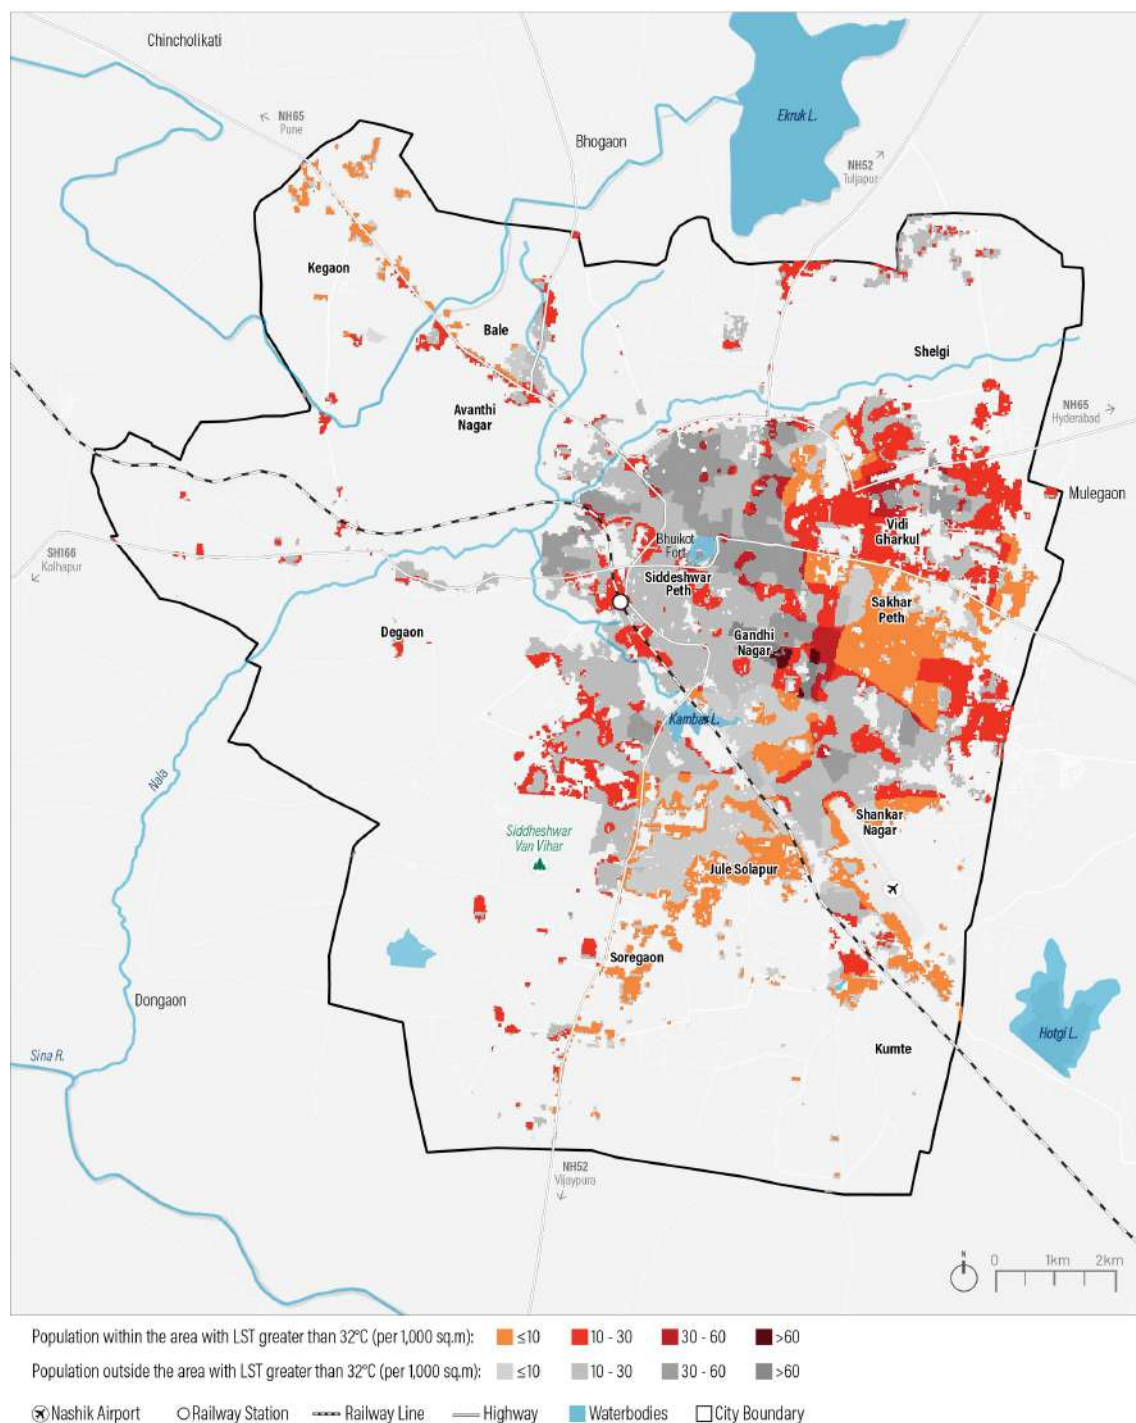 Chincholikati
NH65
Pune
Bhogaon
Ekruk L.
NH52
Tuljapur
Kegaon
Bale
Shelgi
Avanthi
Nagar
NH65
Hyderabad
Mulegaon
Vidi
Gharkul
SH166
Kolhapur
Bhuikot
Fort
Siddeshwar
Peth
Sakhar
Peth
Degaon
Gandhi
Nagar
Kambar L.
Nala
Siddheshwar
Van Vihar
Shankar
Nagar
Jule Solapur
Soregaon
Dongaon
Hotgi L.
Sina R.
Kumte
NH52
Vijaypura
N
0 1km 2km
Population within the area with LST greater than 32°C (per 1,000 sq.m): ≤10 10 - 30 30 - 60 >60
Population outside the area with LST greater than 32°C (per 1,000 sq.m): ≤10 10 - 30 30 - 60 >60
Nashik Airport Railway Station Railway Line Highway Waterbodies City Boundary